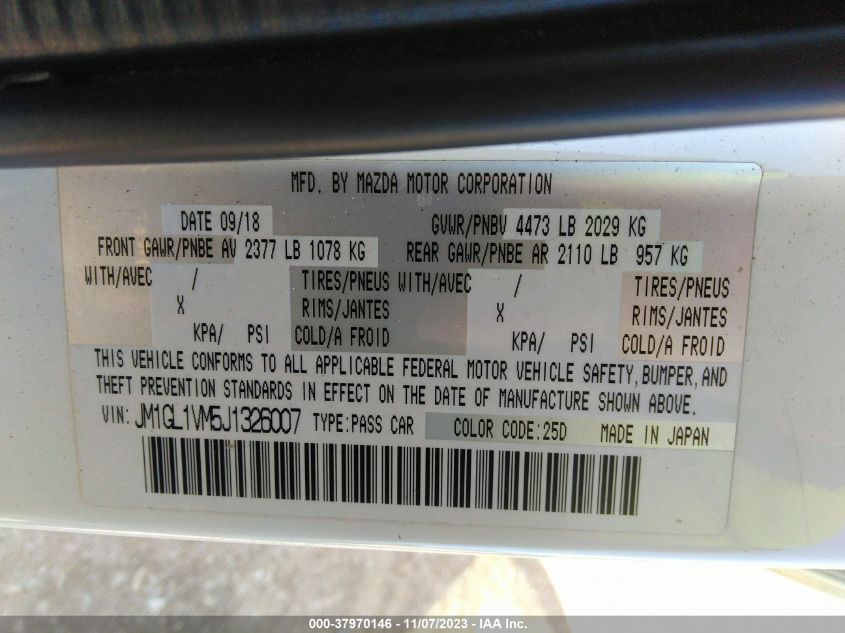 MFD. BY MAZDA MOTOR CORPORATION
DATE 09/18 GVWR/PNBV 4473 LB 2029 KG
FRONT GAWR/PNBE AV 2377 LB 1078 KG REAR GAWR/PNBE AR 2110 LB 957 KG
WITH/AVEC / TIRES/PNEUS WITH/AVEC / TIRES/PNEUS
X RIMS/JANTES X RIMS/JANTES
KPA/ PSI COLD/A FROID KPA/ PSI COLD/A FROID
THIS VEHICLE CONFORMS TO ALL APPLICABLE FEDERAL MOTOR VEHICLE SAFETY, BUMPER, AND
THEFT PREVENTION STANDARDS IN EFFECT ON THE DATE OF MANUFACTURE SHOWN ABOVE.
VIN: JM1GL1VM5J1326007 TYPE:PASS CAR COLOR CODE:25D MADE IN JAPAN
000-37970146 - 11/07/2023 - IAA Inc.